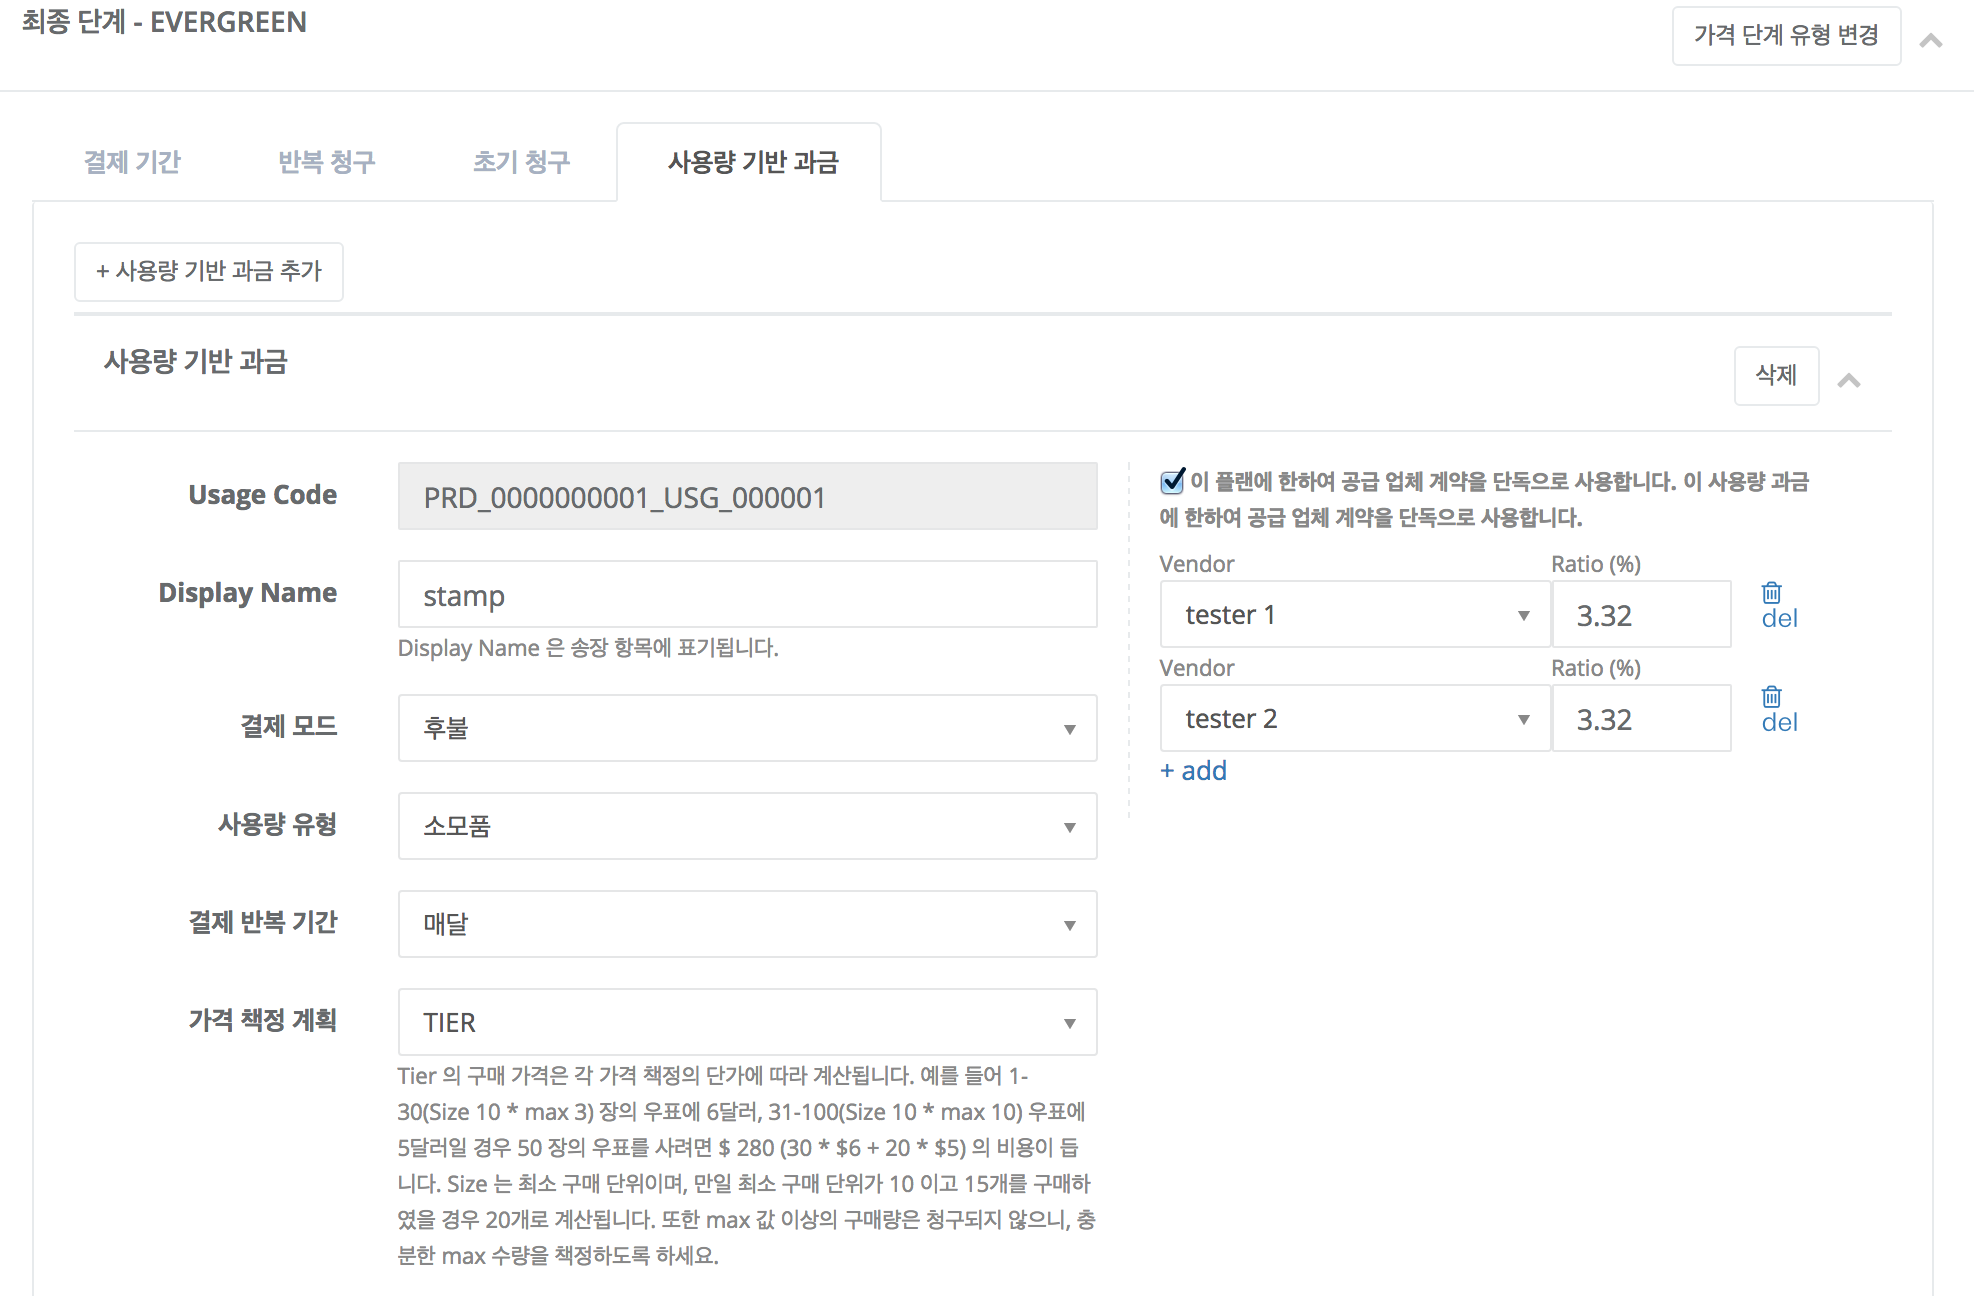 최종 단계 - EVERGREEN
가격 단계 유형 변경
결제 기간
반복 청구
초기 청구
사용량 기반 과금
+ 사용량 기반 과금 추가
사용량 기반 과금
삭제
Usage Code
PRD_0000000001_USG_000001
Display Name
stamp
Display Name 은 송장 항목에 표기됩니다.
결제 모드
후불
사용량 유형
소모품
결제 반복 기간
매달
가격 책정 계획
TIER
Tier 의 구매 가격은 각 가격 책정의 단가에 따라 계산됩니다. 예를 들어 1-
30(Size 10 * max 3) 장의 우표에 6달러, 31-100(Size 10 * max 10) 우표에
5달러일 경우 50 장의 우표를 사려면 $ 280 (30 * $6 + 20 * $5) 의 비용이 듭
니다. Size 는 최소 구매 단위이며, 만일 최소 구매 단위가 10 이고 15개를 구매하
였을 경우 20개로 계산됩니다. 또한 max 값 이상의 구매량은 청구되지 않으니, 충
분한 max 수량을 책정하도록 하세요.
이 플랜에 한하여 공급 업체 계약을 단독으로 사용합니다. 이 사용량 과금
에 한하여 공급 업체 계약을 단독으로 사용합니다.
Vendor
Ratio (%)
tester 1
3.32
del
Vendor
Ratio (%)
tester 2
3.32
del
+ add